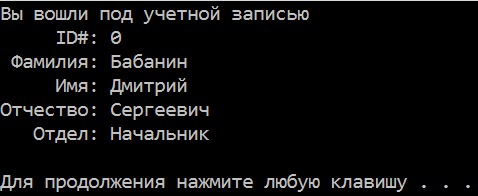 Вы вошли под учетной записью
ID#: 0
Фамилия: Бабанин
Имя: Дмитрий
Отчество: Сергеевич
Отдел: Начальник
Для продолжения нажмите любую клавишу . . .